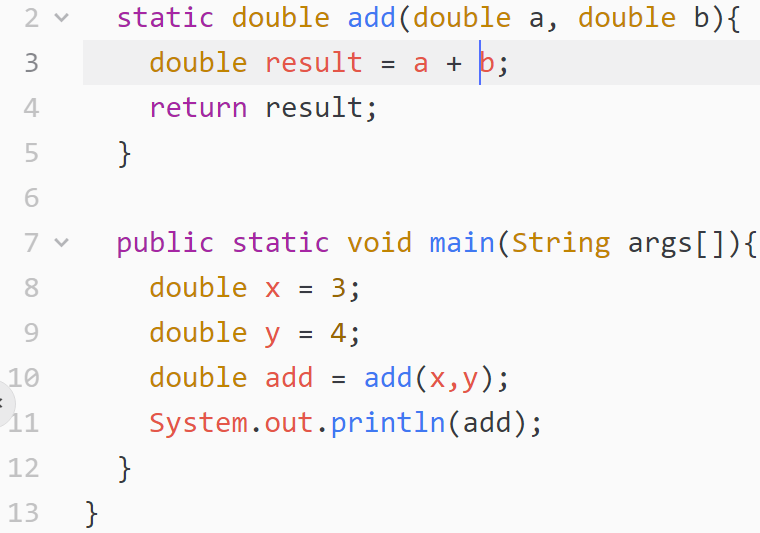 2 static double add(double a, double b){
3 double result = a + b;
4 return result;
5 }
6
7 public static void main(String args[]){
8 double x = 3;
9 double y = 4;
10 double add = add(x,y);
11 System.out.println(add);
12 }
13 }